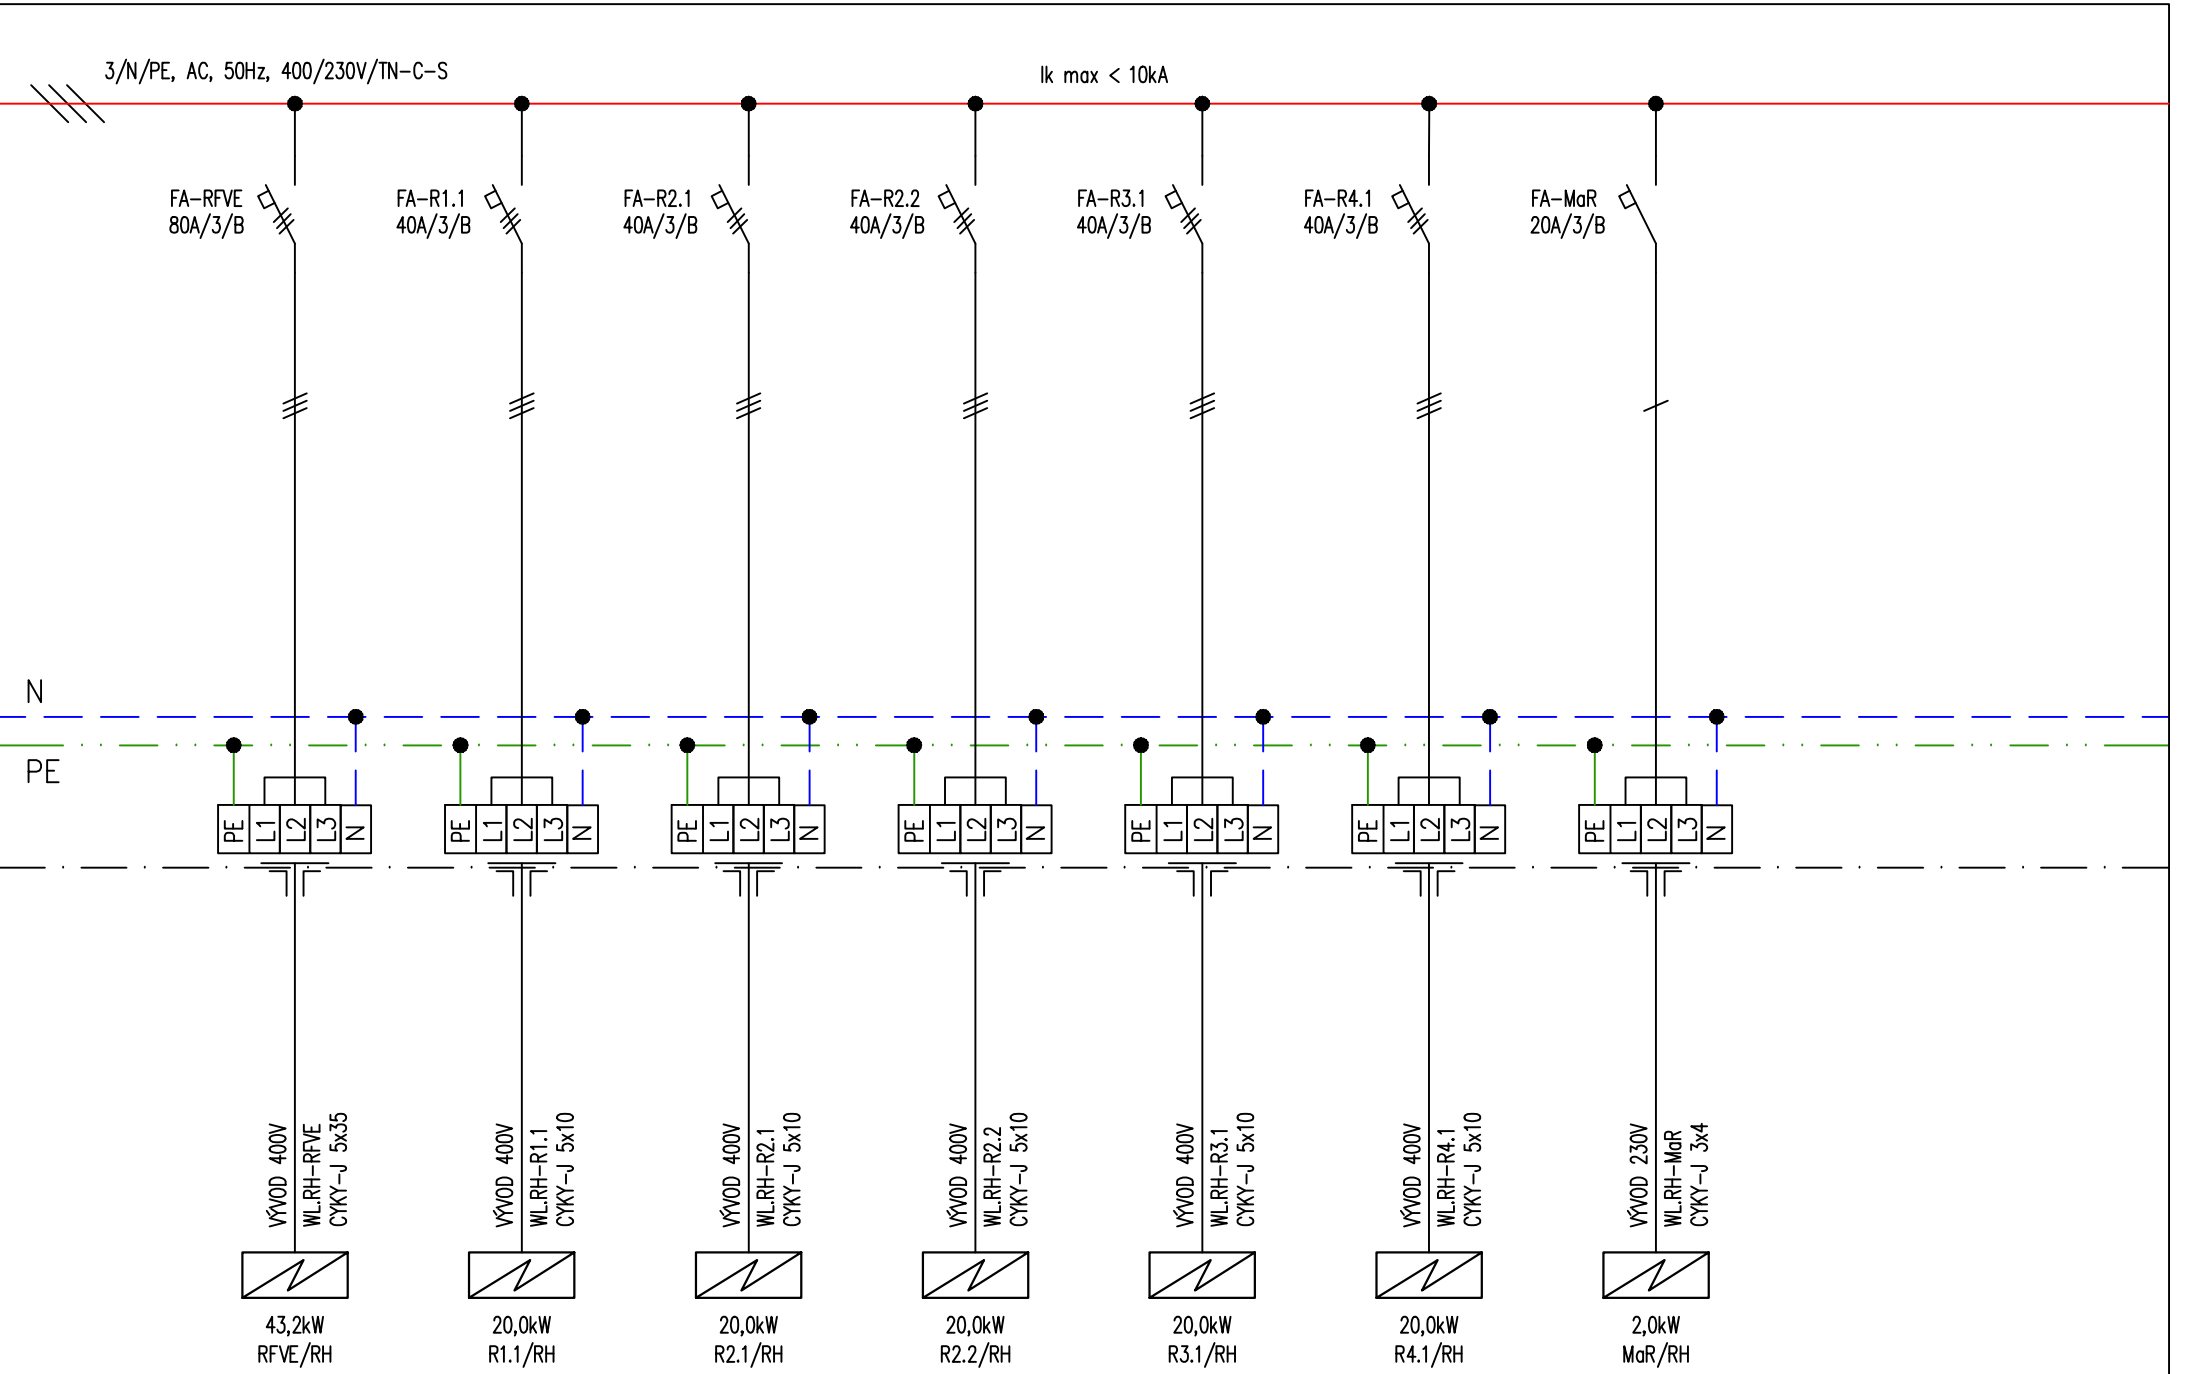 3/N/PE, AC, 50Hz, 400/230V/TN-C-S
Ik max < 10kA
FA-RFVE
80A/3/B
FA-R1.1
40A/3/B
FA-R2.1
40A/3/B
FA-R2.2
40A/3/B
FA-R3.1
40A/3/B
FA-R4.1
40A/3/B
FA-MaR
20A/3/B
N
PE
PE L1 L2 L3 N
PE L1 L2 L3 N
PE L1 L2 L3 N
PE L1 L2 L3 N
PE L1 L2 L3 N
PE L1 L2 L3 N
PE L1 L2 L3 N
VÝVOD 400V
WL.RH-RFVE
CYKY-J 5x35
VÝVOD 400V
WL.RH-R1.1
CYKY-J 5x10
VÝVOD 400V
WL.RH-R2.1
CYKY-J 5x10
VÝVOD 400V
WL.RH-R2.2
CYKY-J 5x10
VÝVOD 400V
WL.RH-R3.1
CYKY-J 5x10
VÝVOD 400V
WL.RH-R4.1
CYKY-J 5x10
VÝVOD 230V
WL.RH-MaR
CYKY-J 3x4
43,2kW
RFVE/RH
20,0kW
R1.1/RH
20,0kW
R2.1/RH
20,0kW
R2.2/RH
20,0kW
R3.1/RH
20,0kW
R4.1/RH
2,0kW
MaR/RH